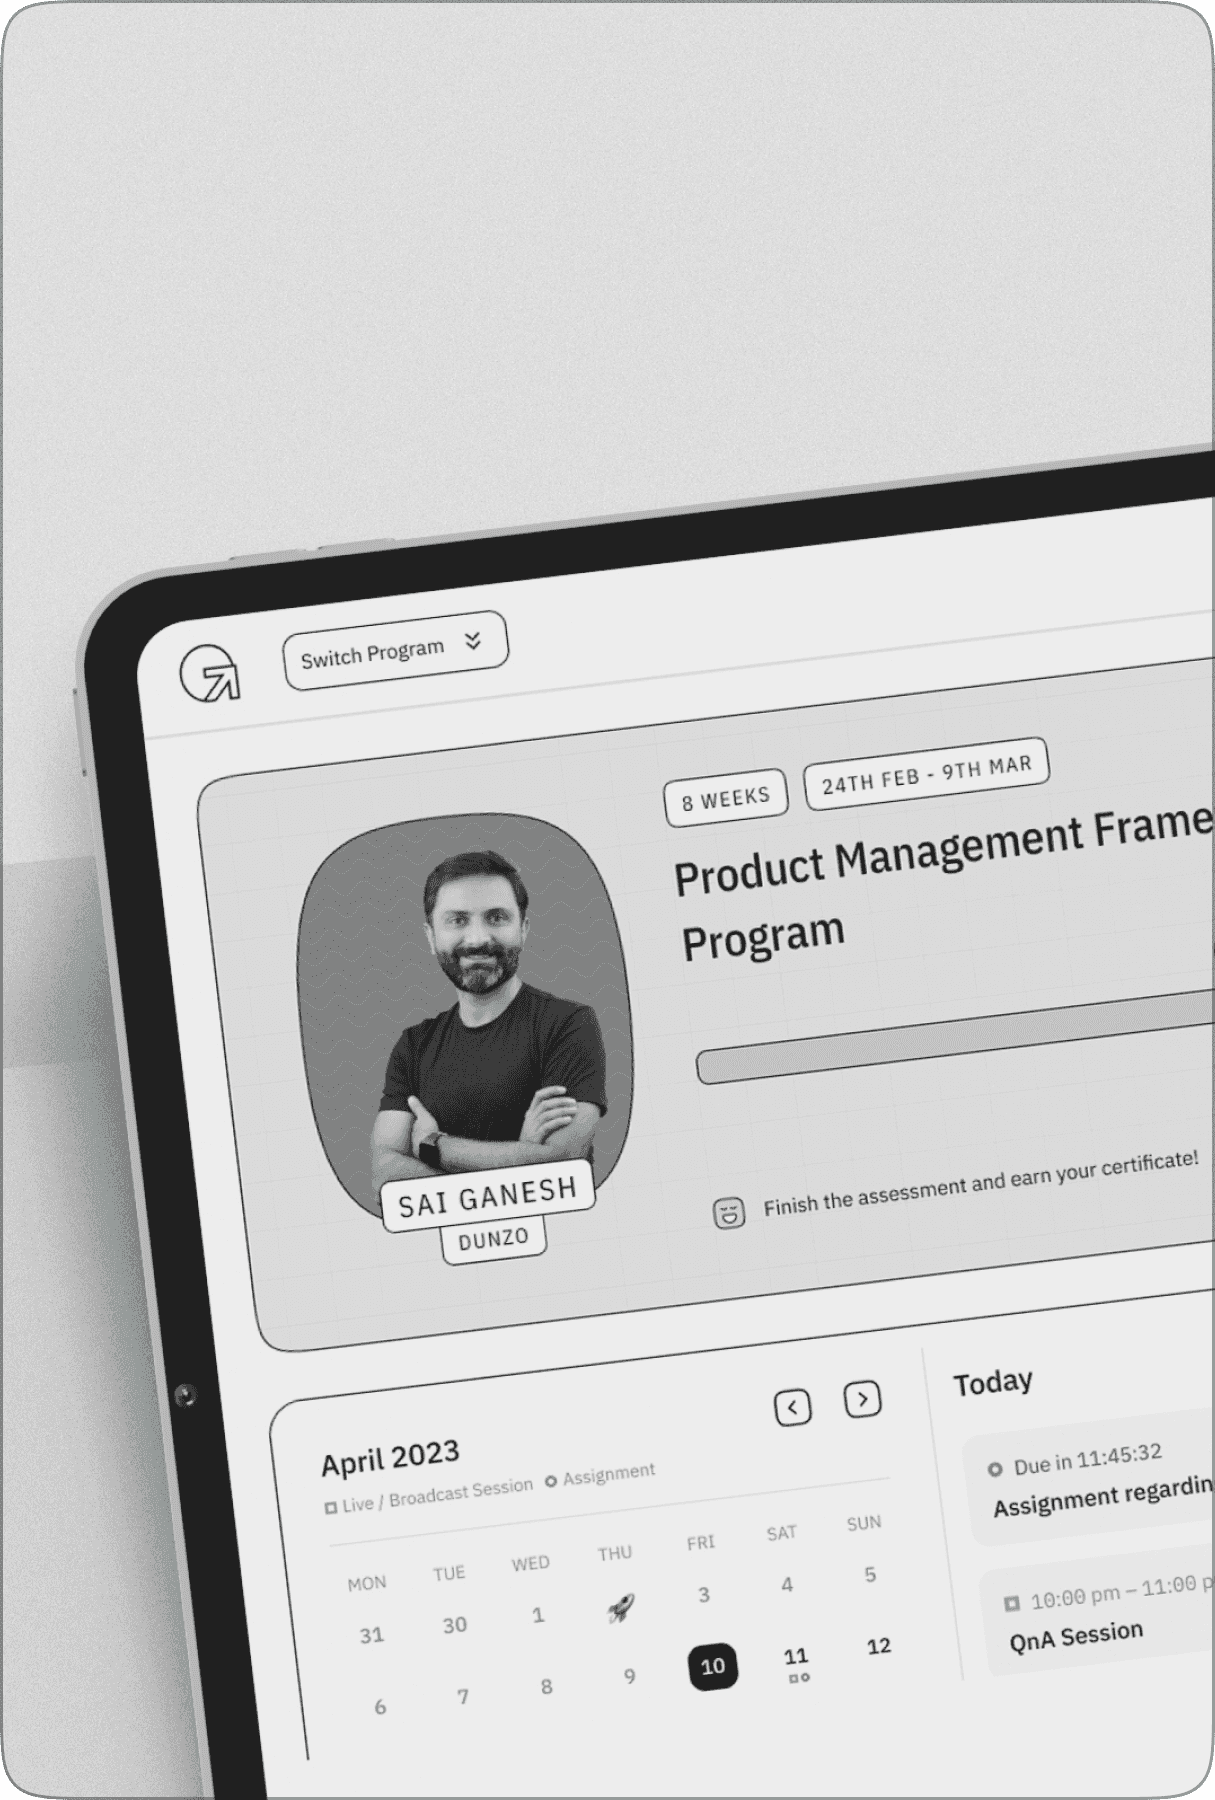 Switch Program
8 WEEKS
24TH FEB - 9TH MAR
Product Management Frame
Program
Finish the assessment and earn your certificate!
SAI GANESH
DUNZO
April 2023
Live / Broadcast Session Assignment
MON TUE WED THU FRI SAT SUN
31 30 1 3 4 5
6 7 8 9 10 11 12
Today
Due in 11:45:32
Assignment regardin
10:00 pm – 11:00 p
QnA Session